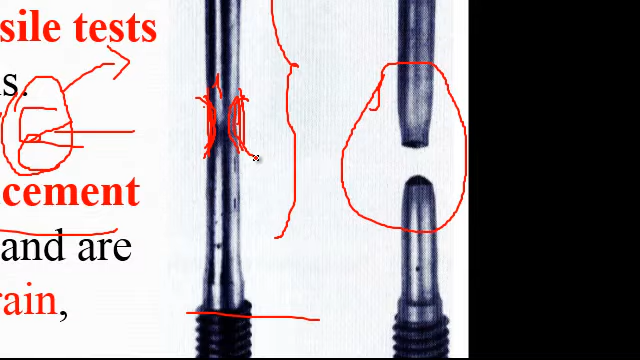 sile tests
s.
cement
and are
rain,